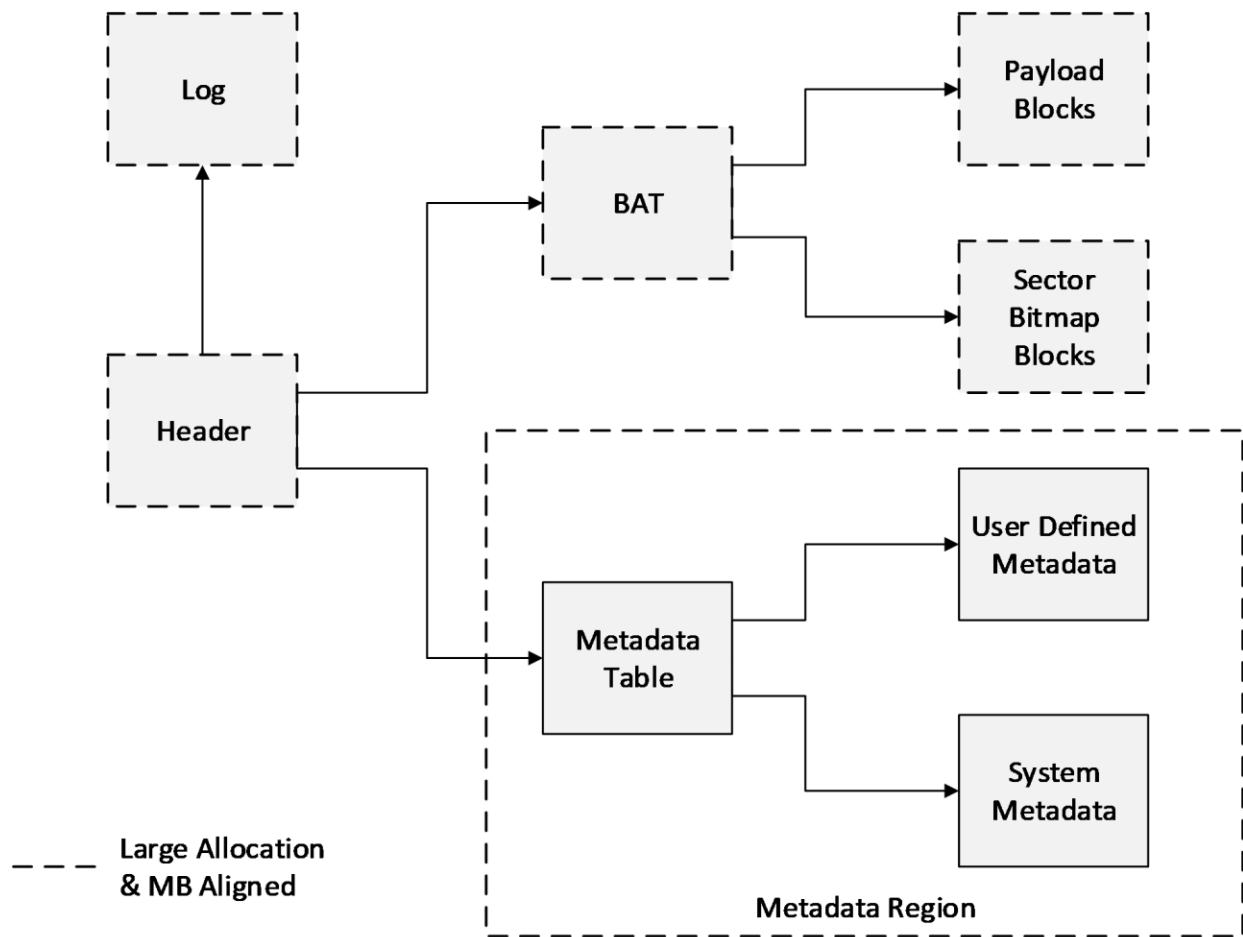 Log
Payload
Blocks
BAT
Sector
Bitmap
Blocks
Header
User Defined
Metadata
Metadata
Table
System
Metadata
Large Allocation
& MB Aligned
Metadata Region